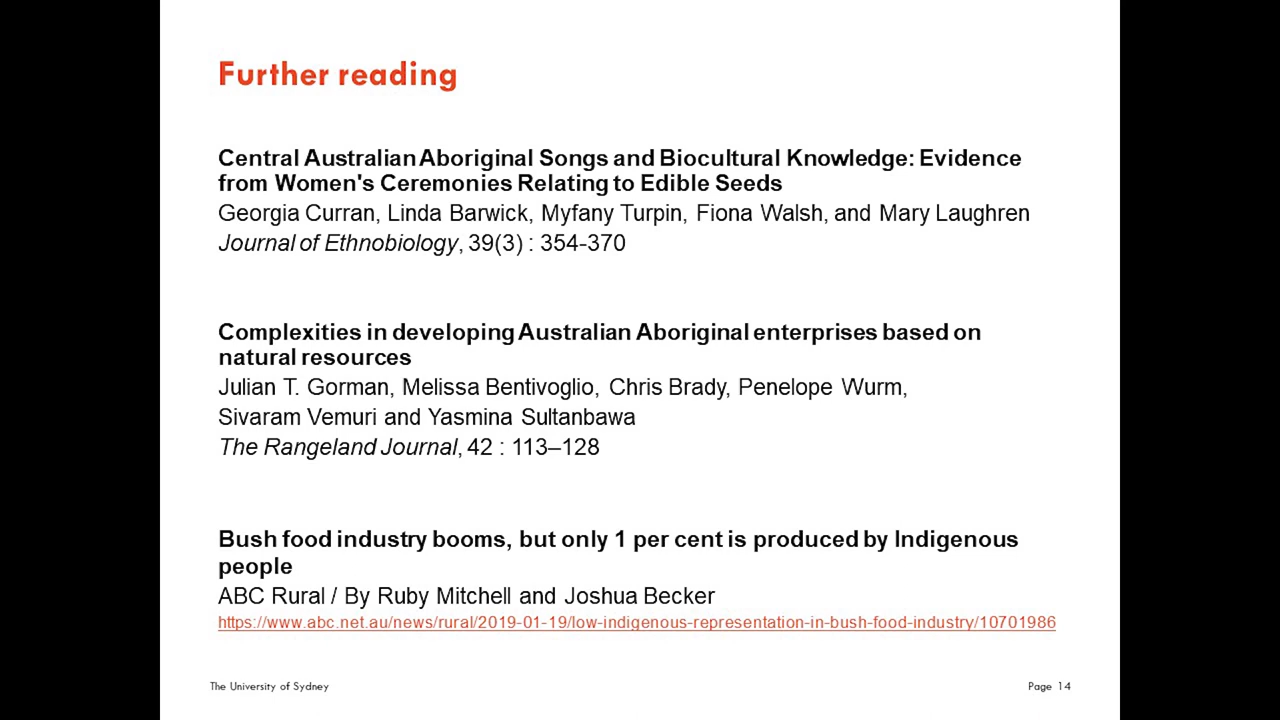 Further reading
Central Australian Aboriginal Songs and Biocultural Knowledge: Evidence
from Women's Ceremonies Relating to Edible Seeds
Georgia Curran, Linda Barwick, Myfany Turpin, Fiona Walsh, and Mary Laughren
Journal of Ethnobiology, 39(3) : 354-370
Complexities in developing Australian Aboriginal enterprises based on
natural resources
Julian T. Gorman, Melissa Bentivoglio, Chris Brady, Penelope Wurm,
Sivaram Vemuri and Yasmina Sultanbawa
The Rangeland Journal, 42 : 113–128
Bush food industry booms, but only 1 per cent is produced by Indigenous
people
ABC Rural / By Ruby Mitchell and Joshua Becker
https://www.abc.net.au/news/rural/2019-01-19/low-indigenous-representation-in-bush-food-industry/10701986
The University of Sydney
Page 14